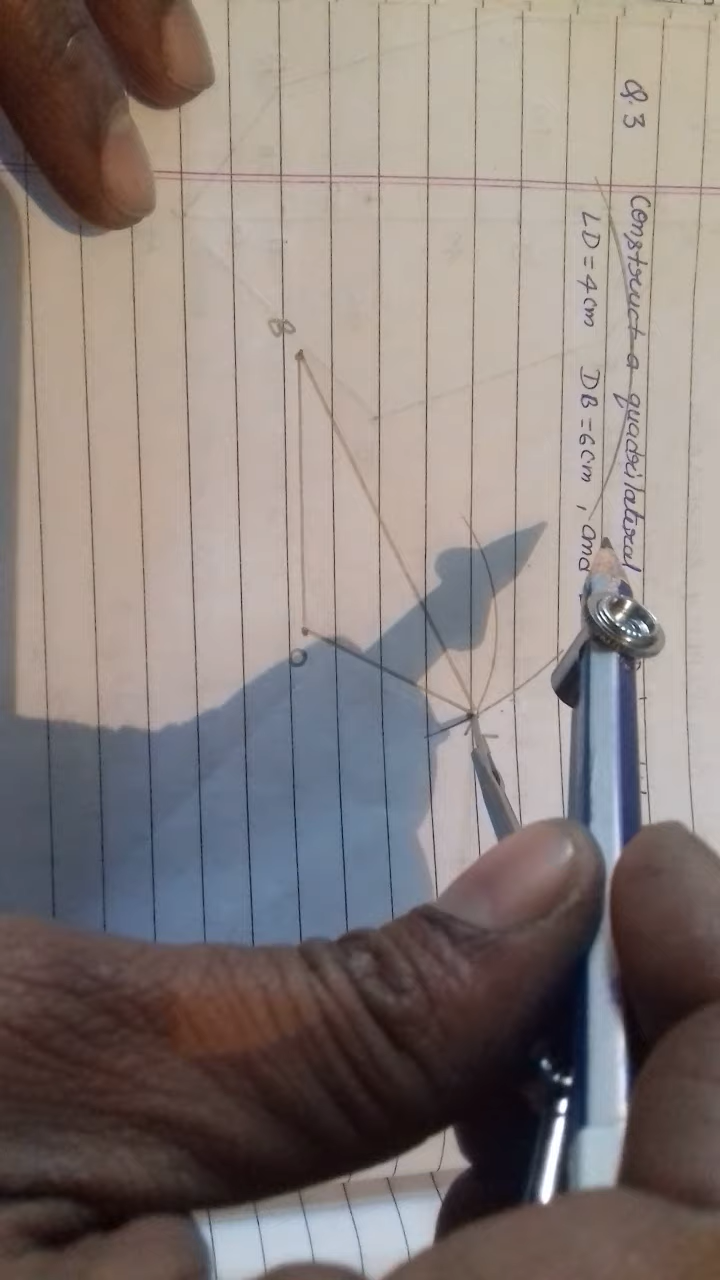 Q.3 Construct a quadrilateral
LD = 4cm DB = 6cm, and
B
O